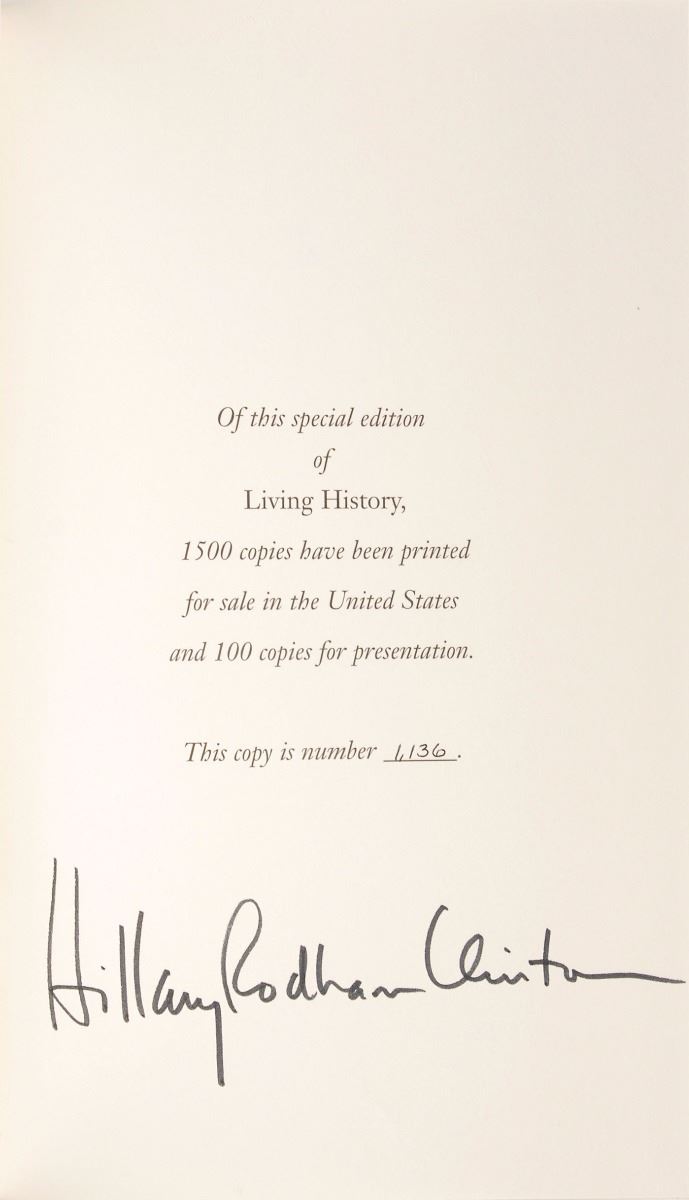 Of this special edition
of
Living History,
1500 copies have been printed
for sale in the United States
and 100 copies for presentation.
This copy is number 1,136.
Hillary Rodham Clinton